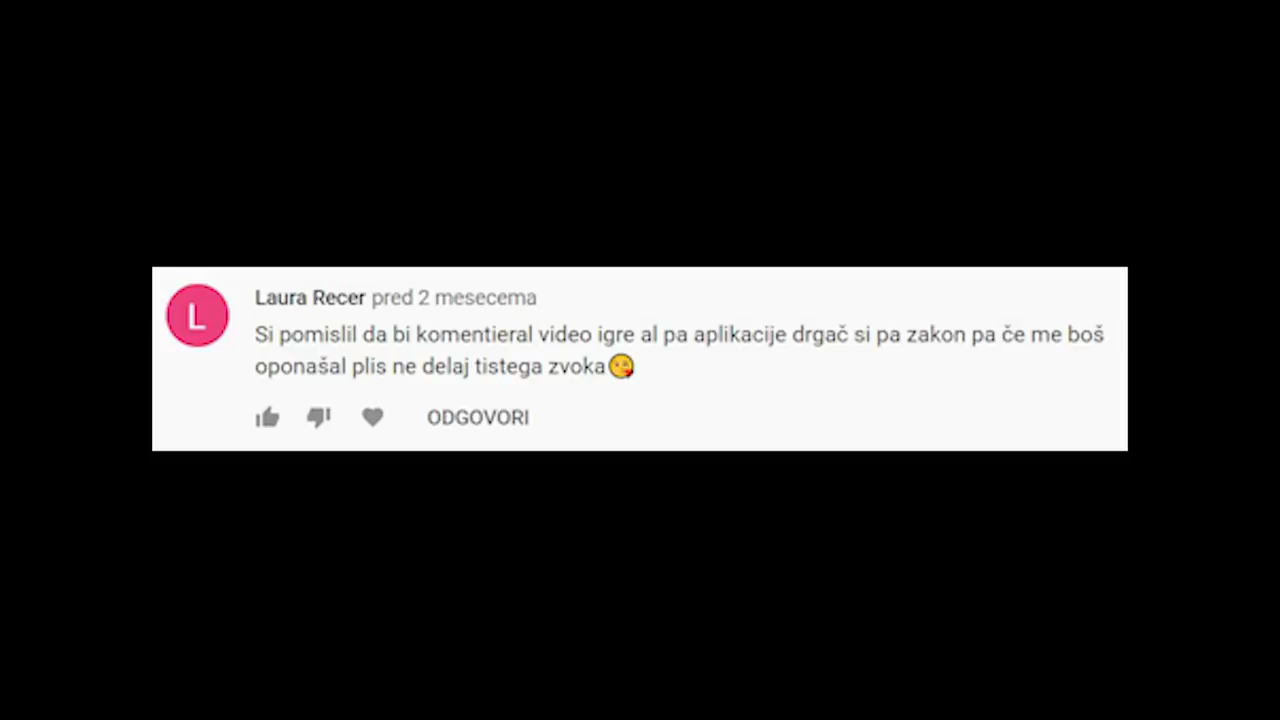 L
Laura Recer pred 2 mesecema
Si pomislil da bi komentieral video igre al pa aplikacije drgač si pa zakon pa če me boš
oponašal plis ne delaj tistega zvoka😘
ODGOVORI